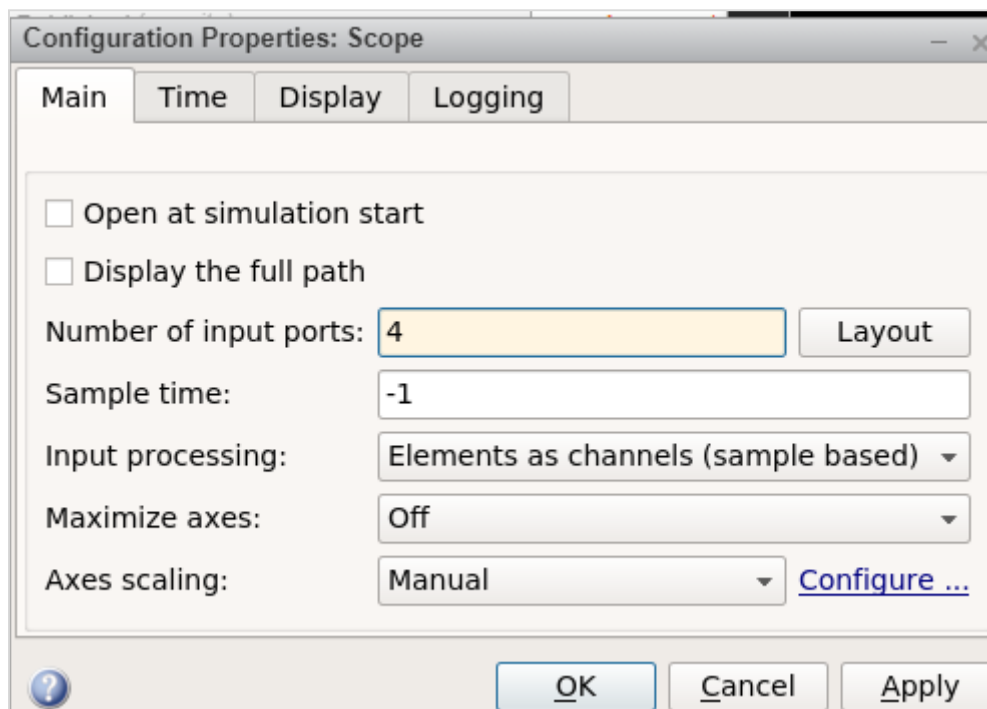 Configuration Properties: Scope
Main Time Display Logging
Open at simulation start
Display the full path
Number of input ports: 4 Layout
Sample time: -1
Input processing: Elements as channels (sample based)
Maximize axes: Off
Axes scaling: Manual Configure ...
? OK Cancel Apply